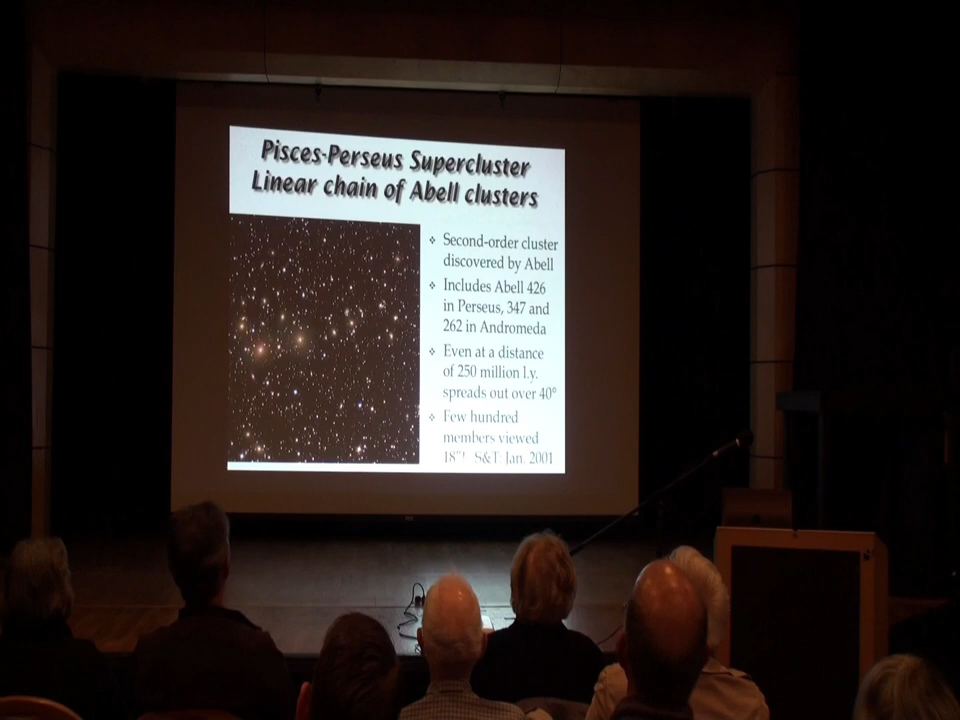 Pisces-Perseus Supercluster
Linear chain of Abell clusters
❖ Second-order cluster
discovered by Abell
❖ Includes Abell 426
in Perseus, 347 and
262 in Andromeda
❖ Even at a distance
of 250 million l.y.
spreads out over 40°
❖ Few hundred
members viewed
18"! S&T: Jan. 2001